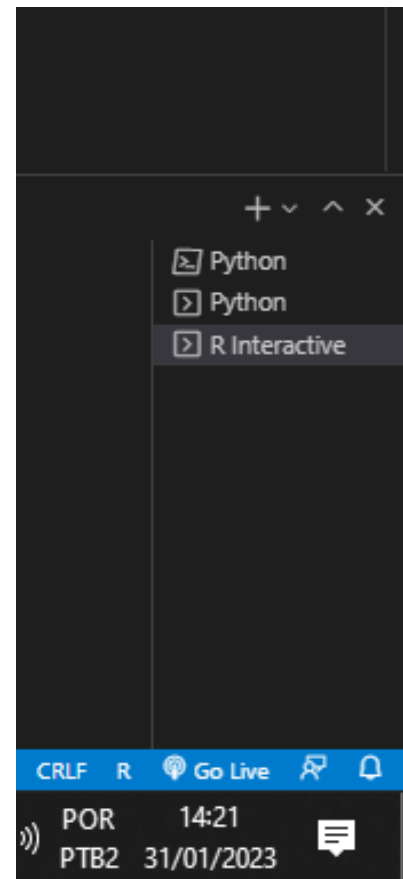 Python
Python
R Interactive
CRLF R Go Live
POR 14:21
PTB2 31/01/2023